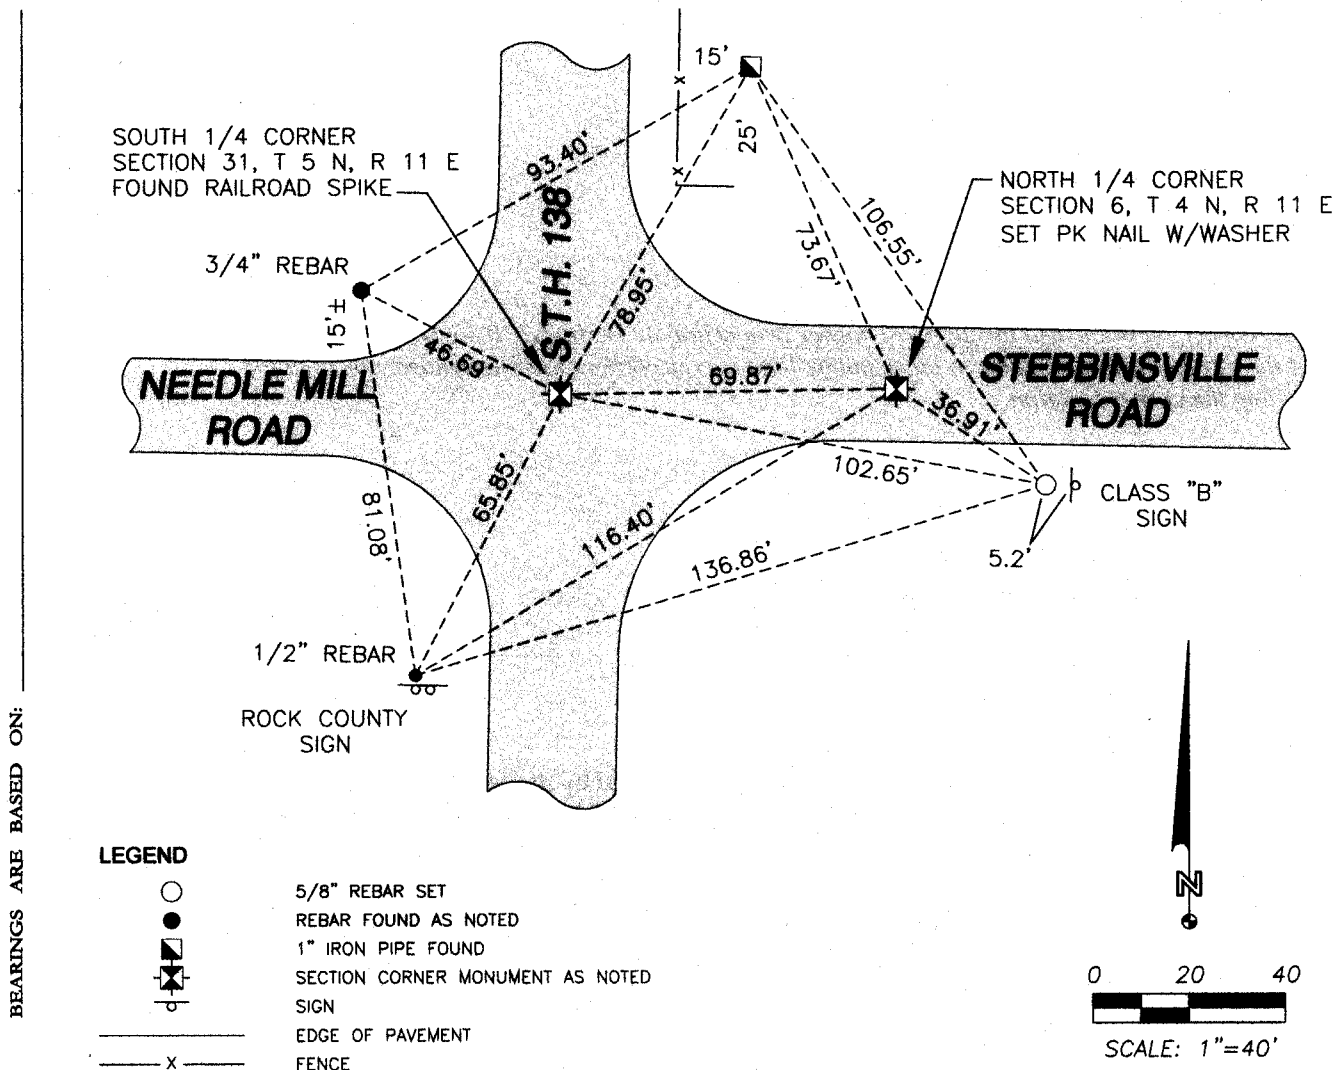 15'
25'
SOUTH 1/4 CORNER
SECTION 31, T 5 N, R 11 E
FOUND RAILROAD SPIKE
93.40'
S.T.H. 138
106.55'
NORTH 1/4 CORNER
SECTION 6, T 4 N, R 11 E
SET PK NAIL W/WASHER
73.67'
78.95'
3/4" REBAR
15'±
46.69'
69.87'
NEEDLE MILL
ROAD
STEBBINSVILLE
ROAD
36.91'
102.65'
65.85'
81.08'
116.40'
136.86'
CLASS "B"
SIGN
5.2'
1/2" REBAR
ROCK COUNTY
SIGN
BEARINGS ARE BASED ON:
N
LEGEND
5/8" REBAR SET
REBAR FOUND AS NOTED
1" IRON PIPE FOUND
SECTION CORNER MONUMENT AS NOTED
SIGN
EDGE OF PAVEMENT
X FENCE
0 20 40
SCALE: 1"=40'